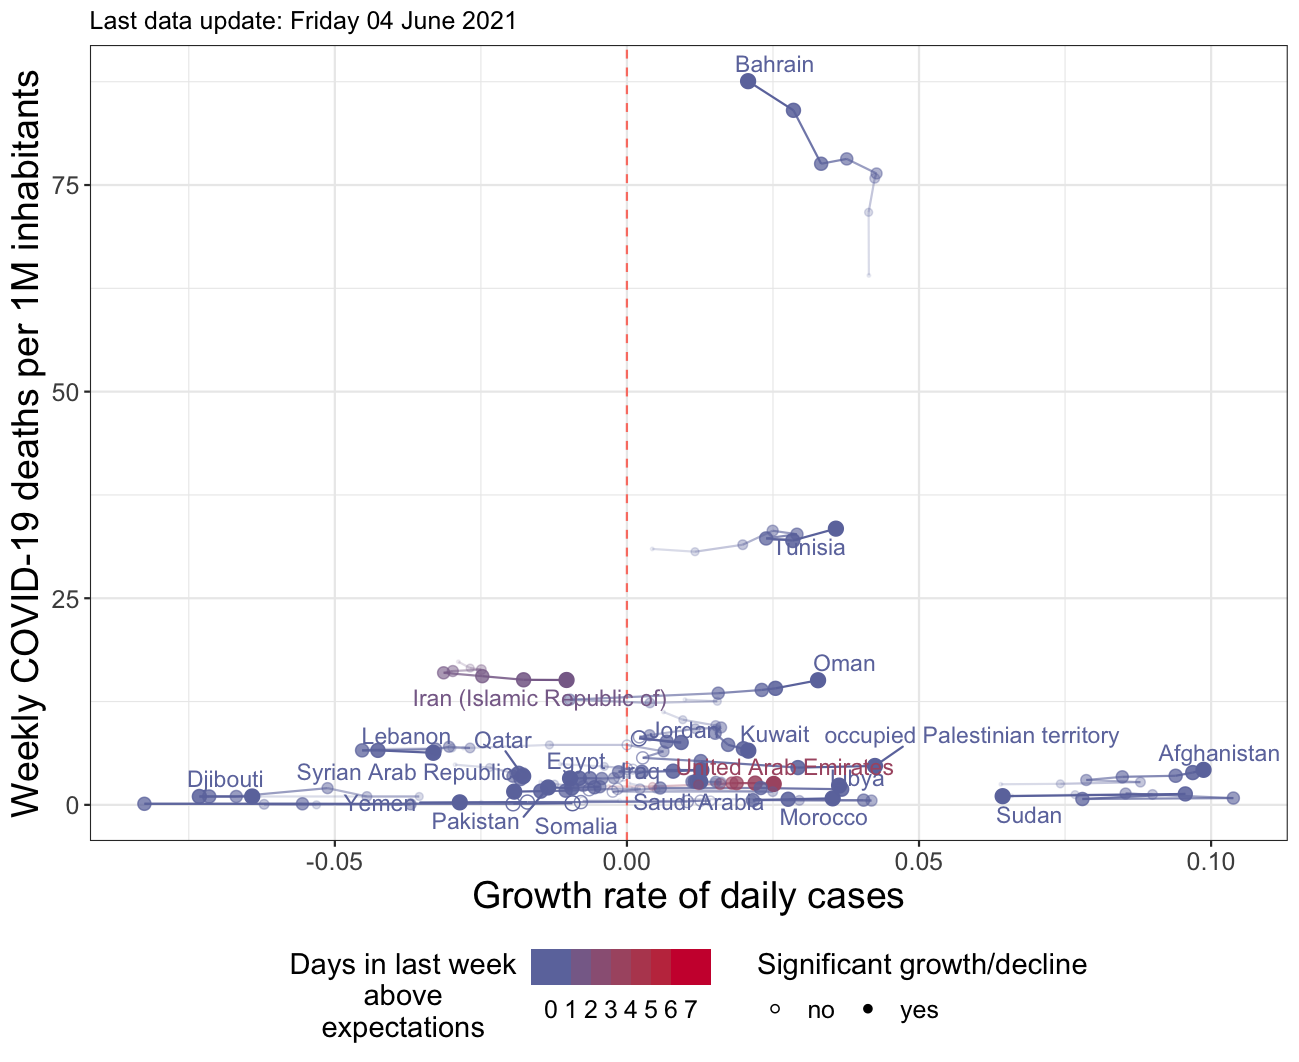 Last data update: Friday 04 June 2021
Weekly COVID-19 deaths per 1M inhabitants
75
50
25
0
Bahrain
Tunisia
Oman
Iran (Islamic Republic of)
Lebanon
Qatar
Jordan
Kuwait
occupied Palestinian territory
Afghanistan
Djibouti
Syrian Arab Republic
Egypt
Iraq
United Arab Emirates
Yemen
Saudi Arabia
Pakistan
Somalia
Morocco
Sudan
-0.05
0.00
0.05
0.10
Growth rate of daily cases
Days in last week
above
expectations
0 1 2 3 4 5 6 7
Significant growth/decline
no
yes